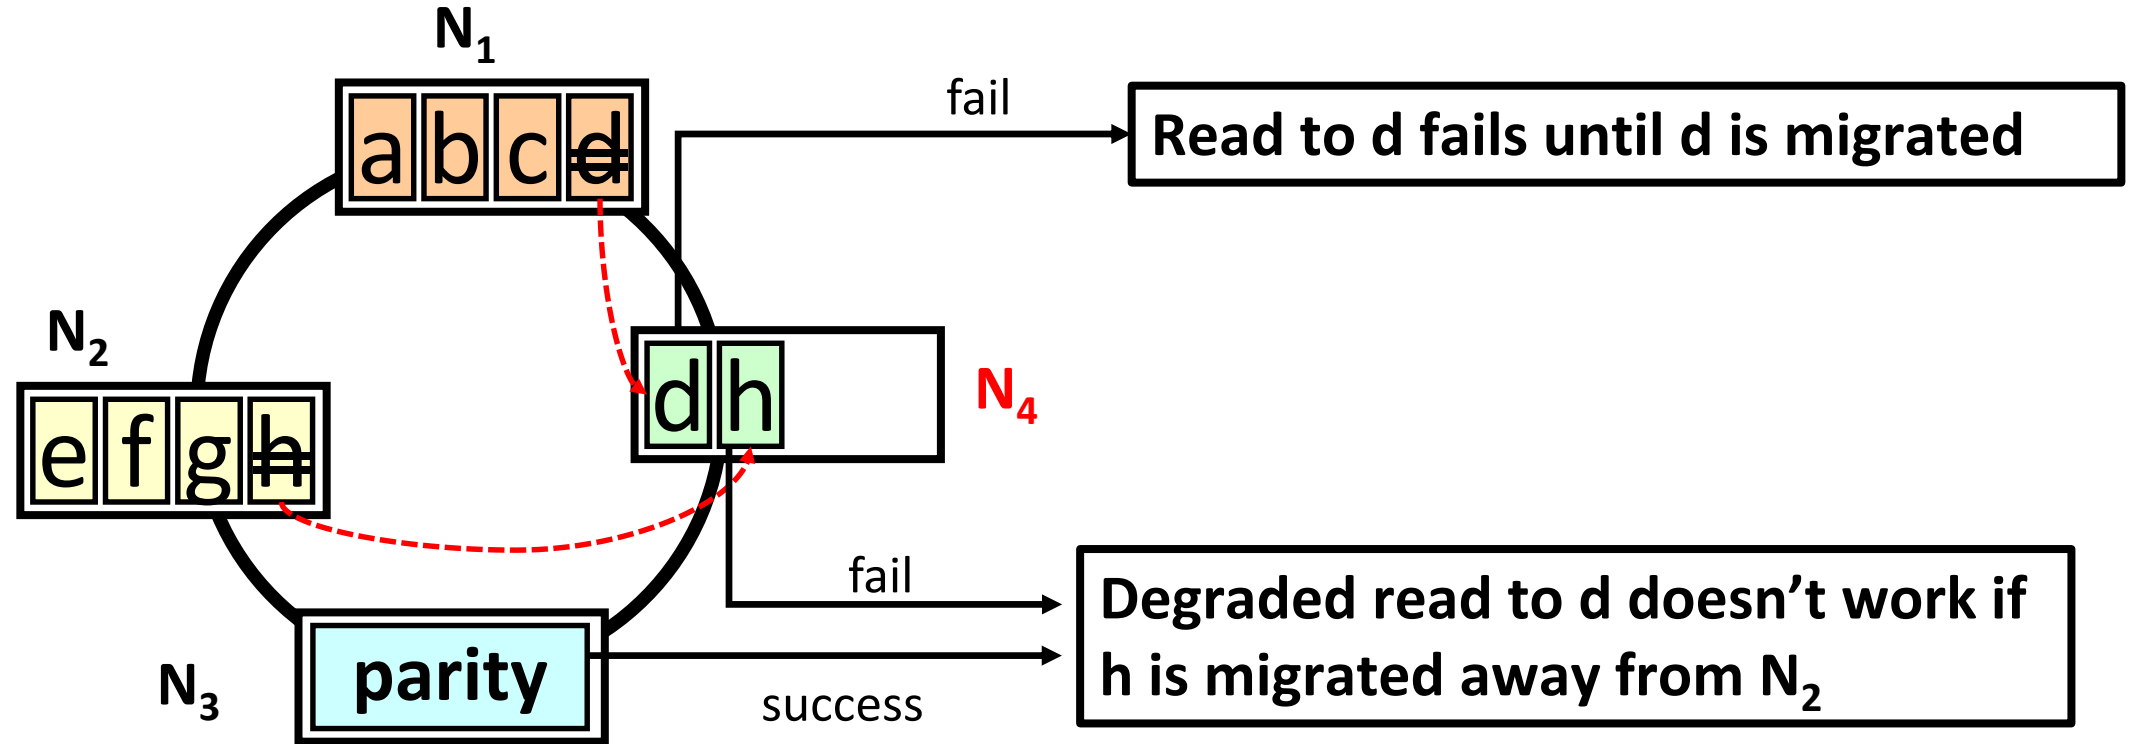 N₁
a b c d
fail
Read to d fails until d is migrated
N₂
e f g h
d h
N₄
fail
Degraded read to d doesn’t work if
h is migrated away from N₂
N₃
parity
success